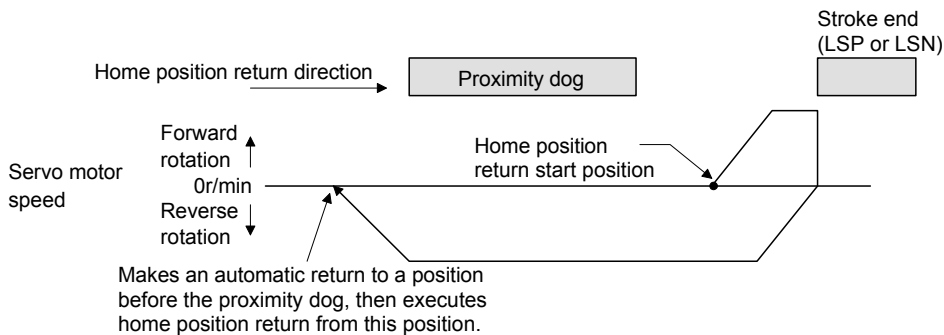 Stroke end
(LSP or LSN)
Home position return direction
Proximity dog
Forward
rotation
Home position
return start position
Servo motor
speed
0r/min
Reverse
rotation
Makes an automatic return to a position
before the proximity dog, then executes
home position return from this position.